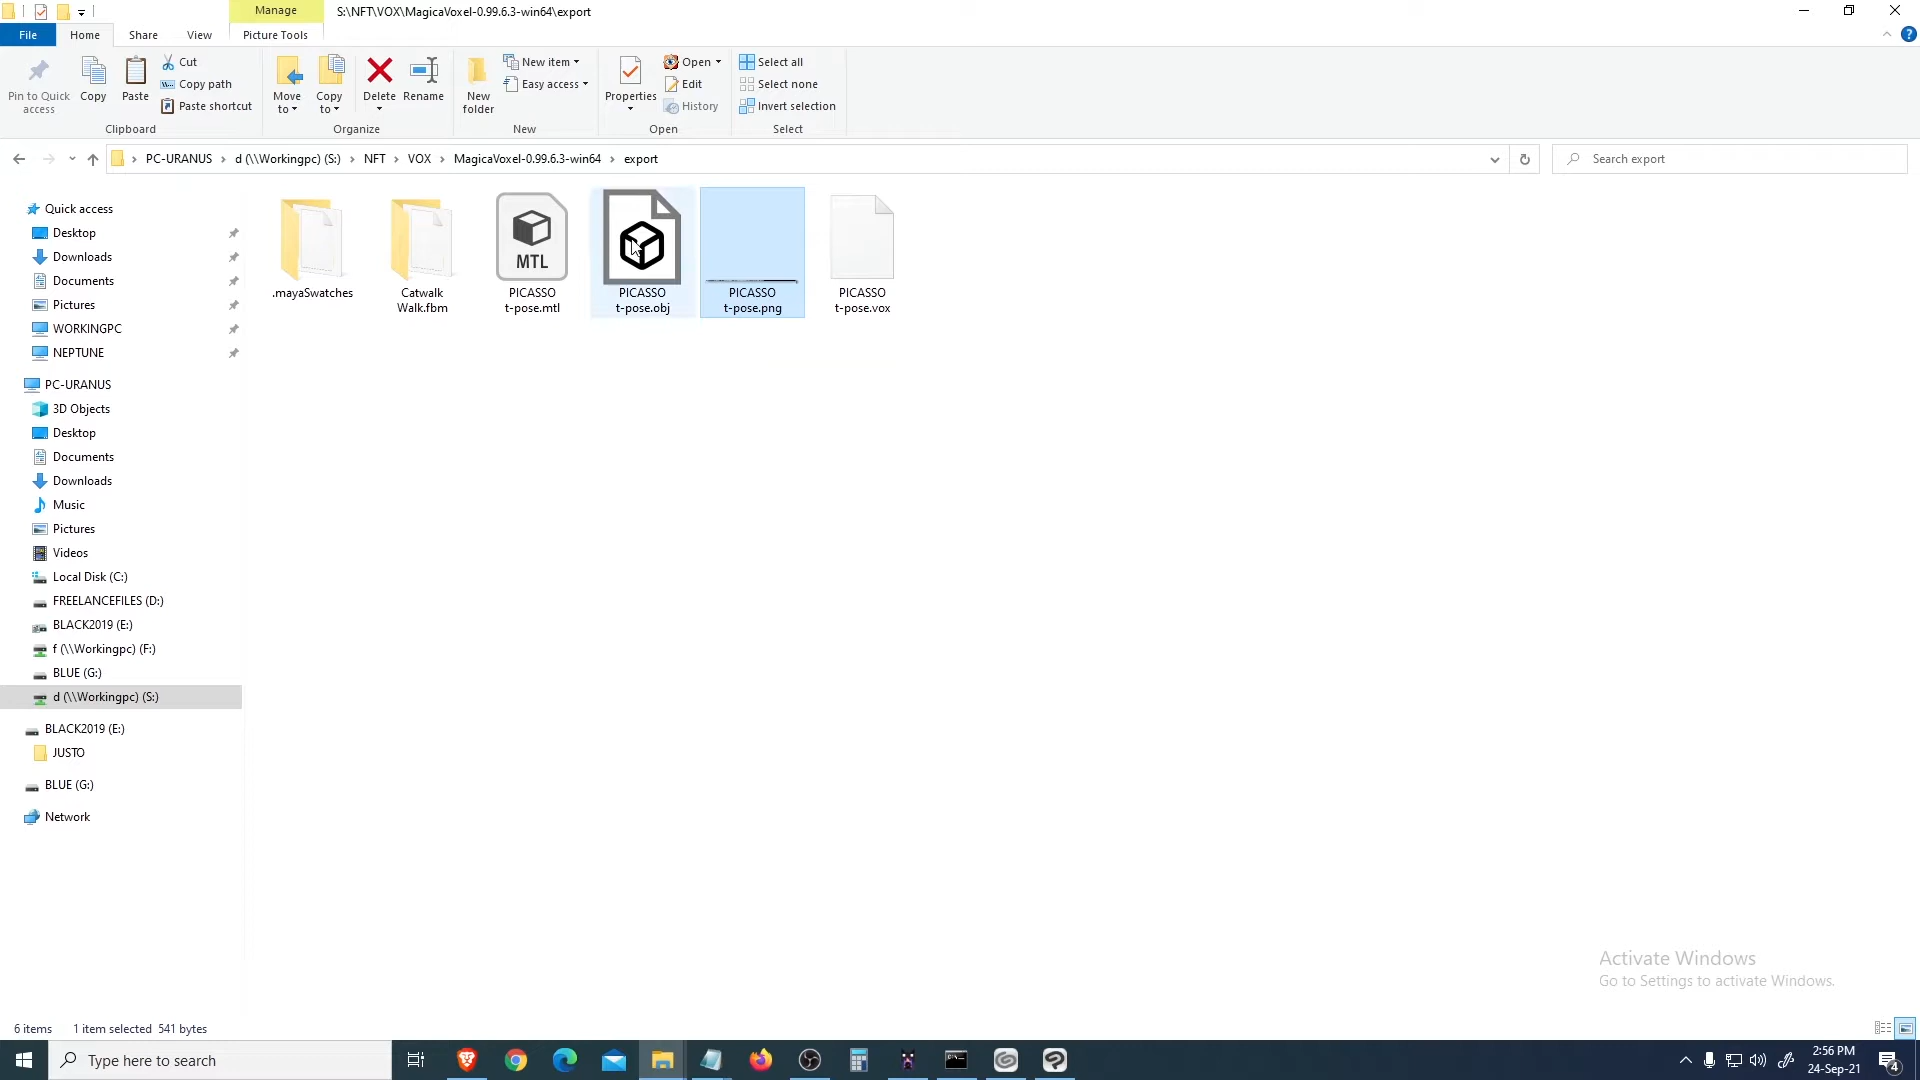 Manage
S:\NFT\VOX\MagicaVoxel-0.99.6.3-win64\export
File
Home
Share
View
Picture Tools
Pin to Quick access
Copy
Paste
Cut
Copy path
Paste shortcut
Clipboard
Move to
Copy to
Delete
Rename
Organize
New folder
New item
Easy access
New
Properties
Open
Edit
History
Open
Select all
Select none
Invert selection
Select
PC-URANUS
d (\\Workingpc) (S:)
NFT
VOX
MagicaVoxel-0.99.6.3-win64
export
Search export
Quick access
Desktop
Downloads
Documents
Pictures
WORKINGPC
NEPTUNE
PC-URANUS
3D Objects
Desktop
Documents
Downloads
Music
Pictures
Videos
Local Disk (C:)
FREELANCEFILES (D:)
BLACK2019 (E:)
f (\\Workingpc) (F:)
BLUE (G:)
d (\\Workingpc) (S:)
BLACK2019 (E:)
JUSTO
BLUE (G:)
Network
.mayaSwatches
Catwalk
Walk.fbm
MTL
PICASSO
t-pose.mtl
PICASSO
t-pose.obj
PICASSO
t-pose.png
PICASSO
t-pose.vox
Activate Windows
Go to Settings to activate Windows.
6 items
1 item selected 541 bytes
Type here to search
2:56 PM
24-Sep-21
4